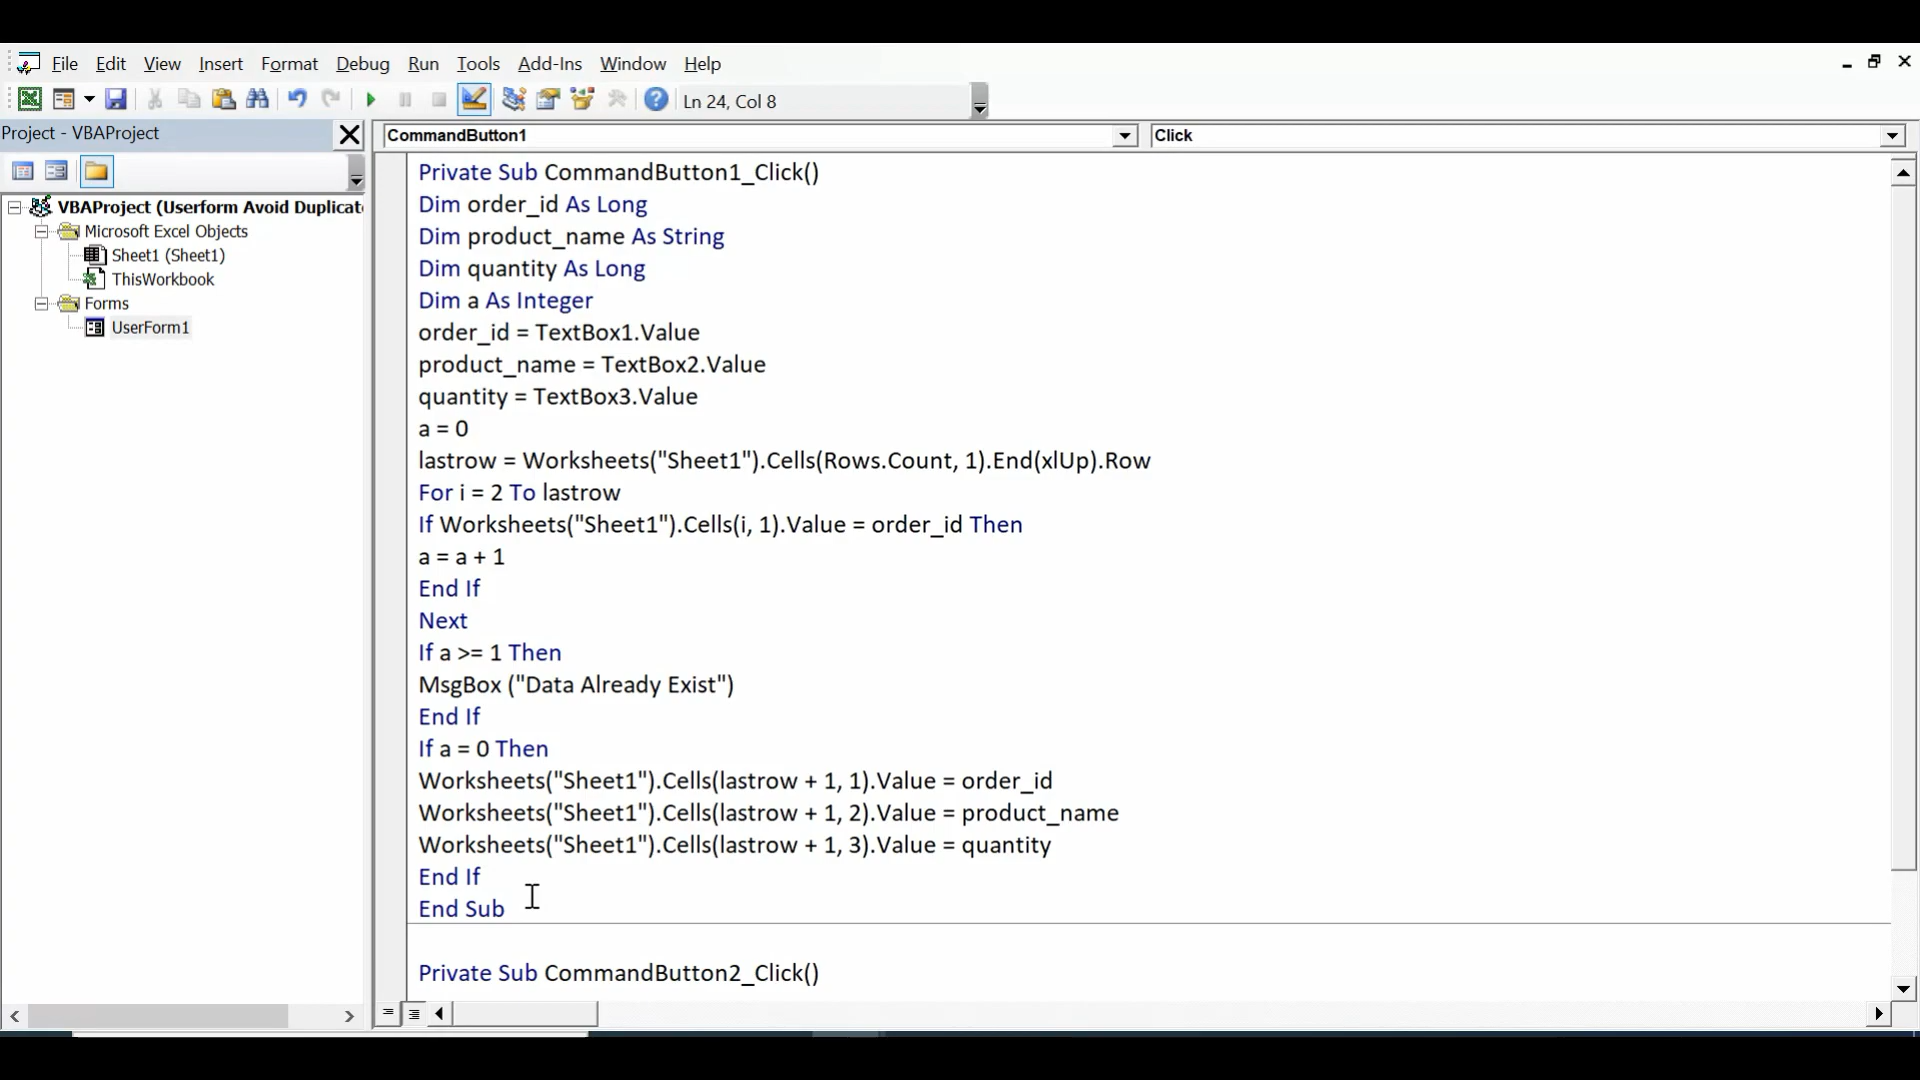 File Edit View Insert Format Debug Run Tools Add-Ins Window Help
Ln 24, Col 8
Project - VBAProject
CommandButton1
Click
VBAProject (Userform Avoid Duplicat
Microsoft Excel Objects
Sheet1 (Sheet1)
ThisWorkbook
Forms
UserForm1
Private Sub CommandButton1_Click()
Dim order_id As Long
Dim product_name As String
Dim quantity As Long
Dim a As Integer
order_id = TextBox1.Value
product_name = TextBox2.Value
quantity = TextBox3.Value
a = 0
lastrow = Worksheets("Sheet1").Cells(Rows.Count, 1).End(xlUp).Row
For i = 2 To lastrow
If Worksheets("Sheet1").Cells(i, 1).Value = order_id Then
a = a + 1
End If
Next
If a >= 1 Then
MsgBox ("Data Already Exist")
End If
If a = 0 Then
Worksheets("Sheet1").Cells(lastrow + 1, 1).Value = order_id
Worksheets("Sheet1").Cells(lastrow + 1, 2).Value = product_name
Worksheets("Sheet1").Cells(lastrow + 1, 3).Value = quantity
End If
End Sub
Private Sub CommandButton2_Click()